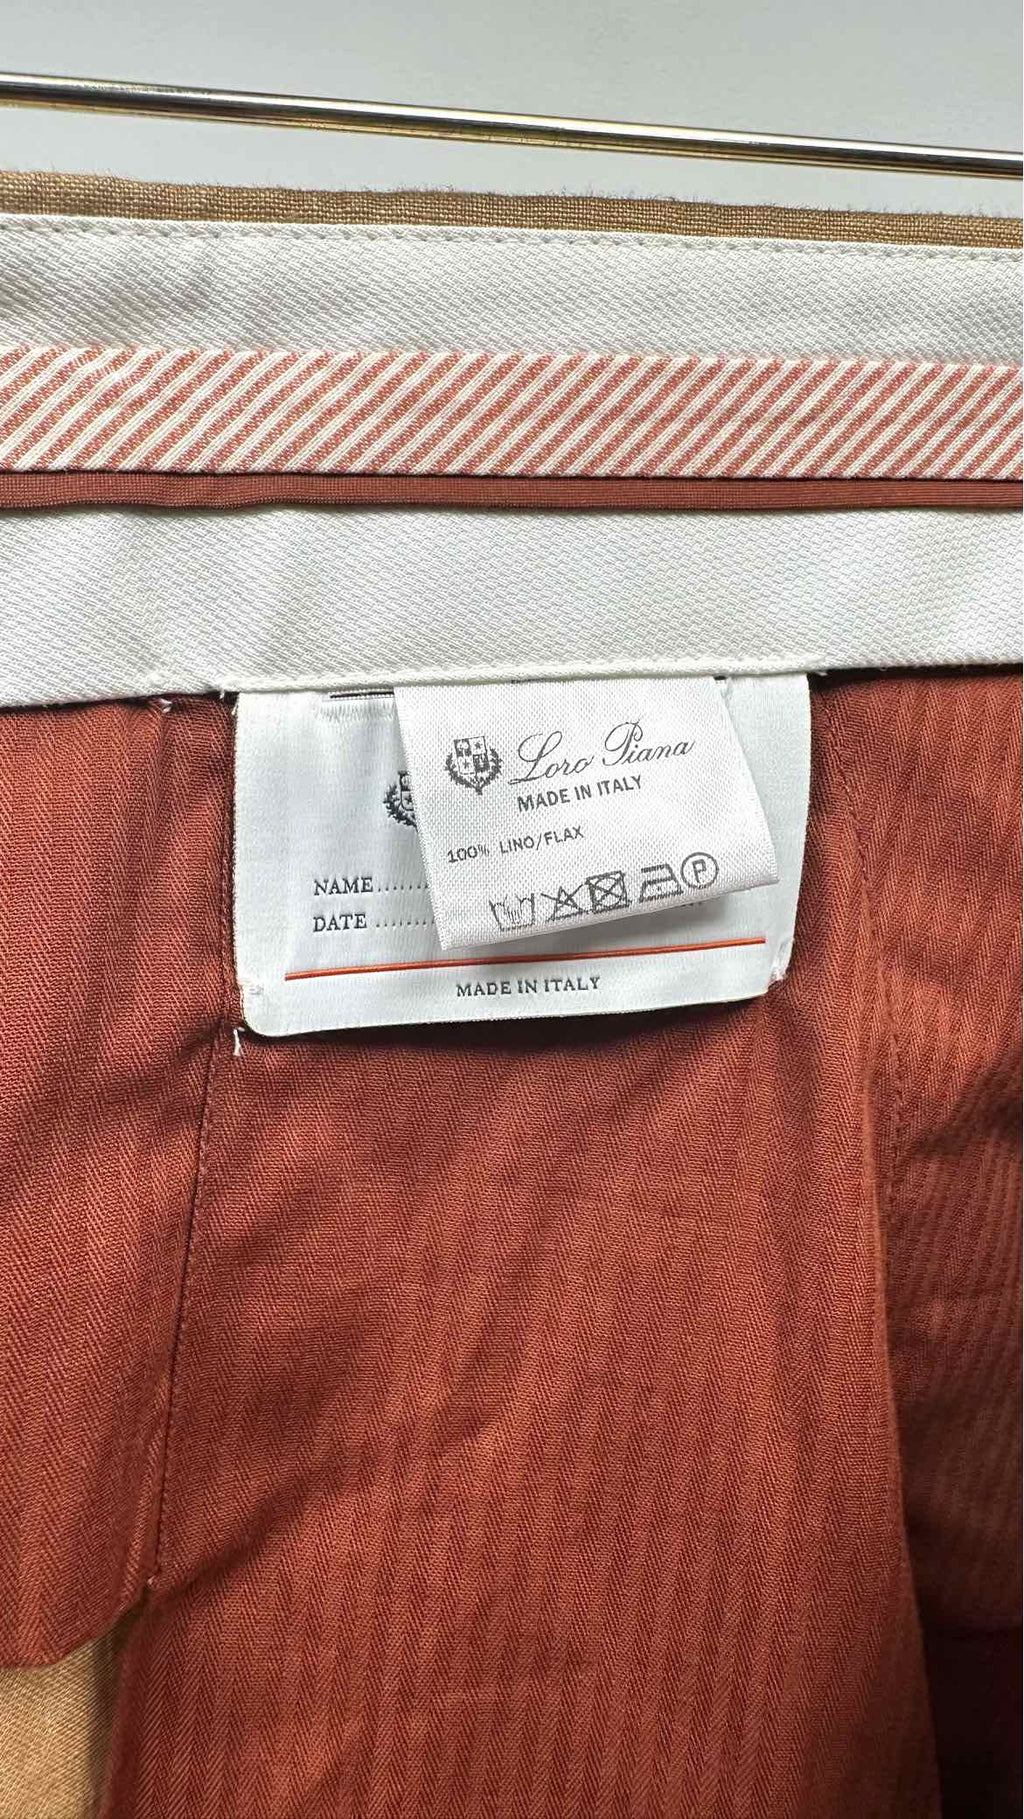 Loro Piana
MADE IN ITALY
100% LINO/FLAX
P
NAME.......
DATE ........
MADE IN ITALY